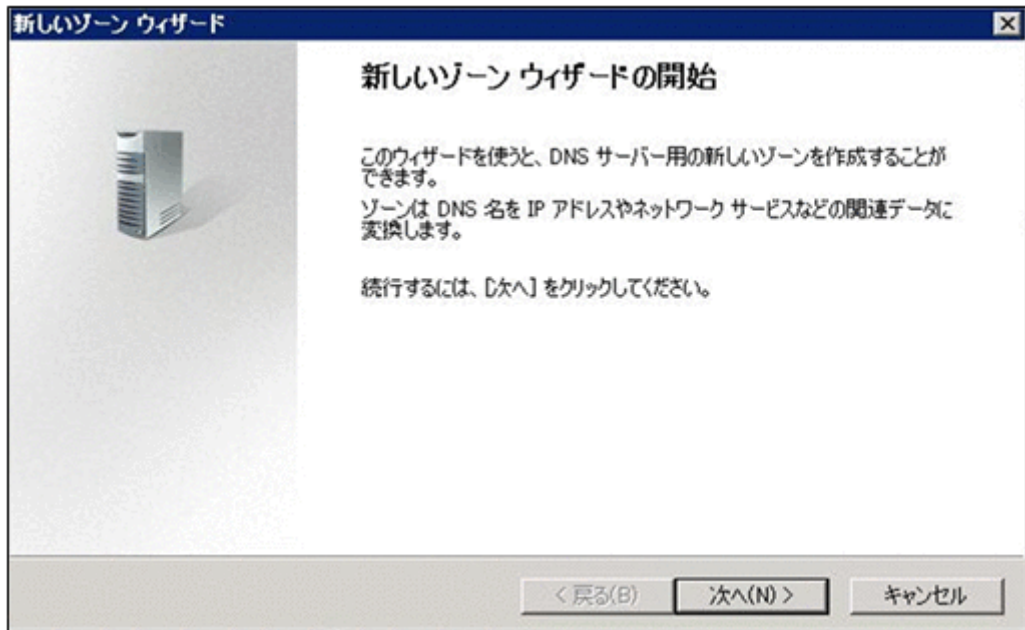 新しいゾーン ウィザード
新しいゾーン ウィザードの開始
このウィザードを使うと、DNS サーバー用の新しいゾーンを作成することが
できます。
ゾーンは DNS 名を IP アドレスやネットワーク サービスなどの関連データに
変換します。
続行するには、[次へ] をクリックしてください。
< 戻る(B)
次へ(N) >
キャンセル